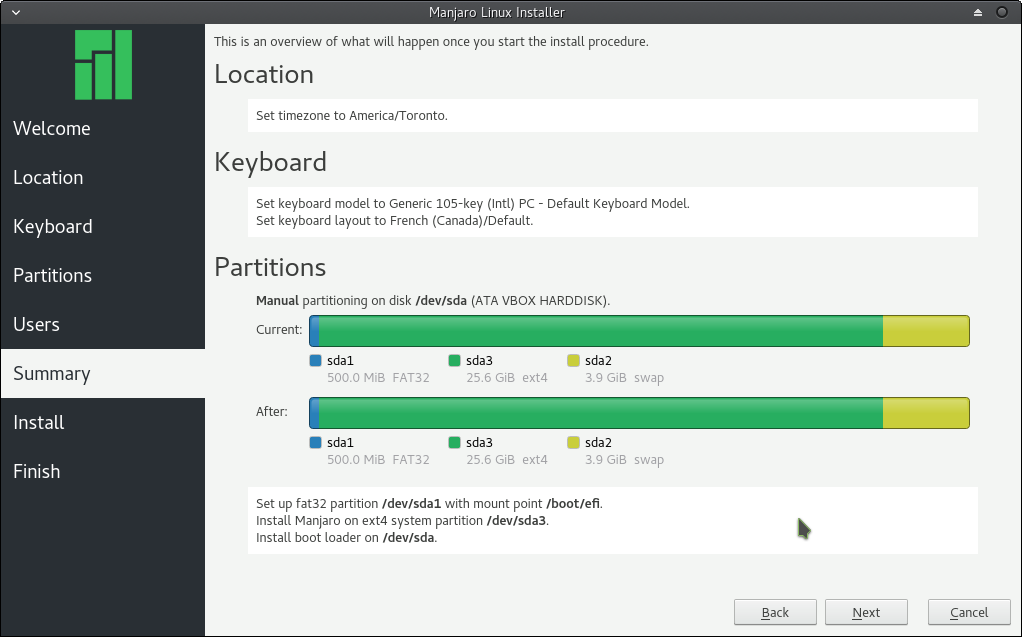 Manjaro Linux Installer
Welcome
Location
Keyboard
Partitions
Users
Summary
Install
Finish
This is an overview of what will happen once you start the install procedure.
Location
Set timezone to America/Toronto.
Keyboard
Set keyboard model to Generic 105-key (Intl) PC - Default Keyboard Model.
Set keyboard layout to French (Canada)/Default.
Partitions
Manual partitioning on disk /dev/sda (ATA VBOX HARDDISK).
Current:
sda1 sda3 sda2
500.0 MiB FAT32 25.6 GiB ext4 3.9 GiB swap
After:
sda1 sda3 sda2
500.0 MiB FAT32 25.6 GiB ext4 3.9 GiB swap
Set up fat32 partition /dev/sda1 with mount point /boot/efi.
Install Manjaro on ext4 system partition /dev/sda3.
Install boot loader on /dev/sda.
Back Next Cancel